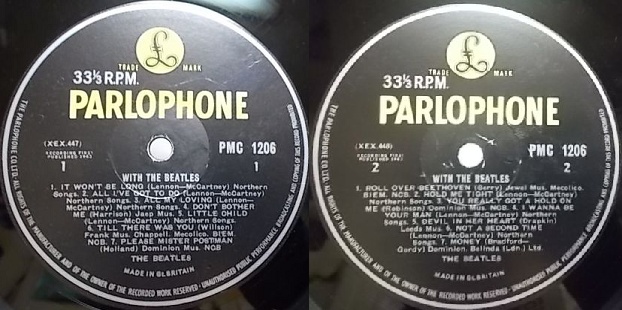 TRADE MARK
33⅓ R.P.M.
PARLOPHONE
(XEX.447)
RECORDING FIRST
PUBLISHED 1963
PMC 1206
1
1
WITH THE BEATLES
1. IT WON'T BE LONG (Lennon—McCartney) Northern
Songs. 2. ALL I'VE GOT TO DO (Lennon—McCartney)
Northern Songs. 3. ALL MY LOVING (Lennon—
McCartney) Northern Songs. 4. DON'T BOTHER
ME (Harrison) Jaep Mus. 5. LITTLE CHILD
(Lennon—McCartney) Northern Songs.
6. TILL THERE WAS YOU (Willson)
Frank Mus. Chappell. Mecolico. BIEM.
NCB. 7. PLEASE MISTER POSTMAN
(Holland) Dominion Mus. NCB
THE BEATLES
MADE IN GT. BRITAIN
THE PARLOPHONE CO. LTD. ALL RIGHTS OF THE MANUFACTURER AND OF THE OWNER OF THE RECORDED WORK RESERVED · UNAUTHORISED PUBLIC PERFORMANCE BROADCASTING AND COPYING OF THIS RECORD PROHIBITED
TRADE MARK
33⅓ R.P.M.
PARLOPHONE
(XEX.448)
RECORDING FIRST
PUBLISHED 1963
PMC 1206
2
2
WITH THE BEATLES
1. ROLL OVER BEETHOVEN (Berry) Jewel Mus. Mecolico.
BIEM. NCB. 2. HOLD ME TIGHT (Lennon—McCartney)
Northern Songs. 3. YOU REALLY GOT A HOLD ON
ME (Robinson) Dominion Mus. NCB. 4. I WANNA BE
YOUR MAN (Lennon—McCartney) Northern
Songs. 5. DEVIL IN HER HEART (Drapkin)
Leeds Mus. 6. NOT A SECOND TIME
(Lennon—McCartney) Northern
Songs. 7. MONEY (Bradford—
Gordy) Dominion. Belinda (Ldn.) Ltd.
THE BEATLES
MADE IN GT. BRITAIN
THE PARLOPHONE CO. LTD. ALL RIGHTS OF THE MANUFACTURER AND OF THE OWNER OF THE RECORDED WORK RESERVED · UNAUTHORISED PUBLIC PERFORMANCE BROADCASTING AND COPYING OF THIS RECORD PROHIBITED